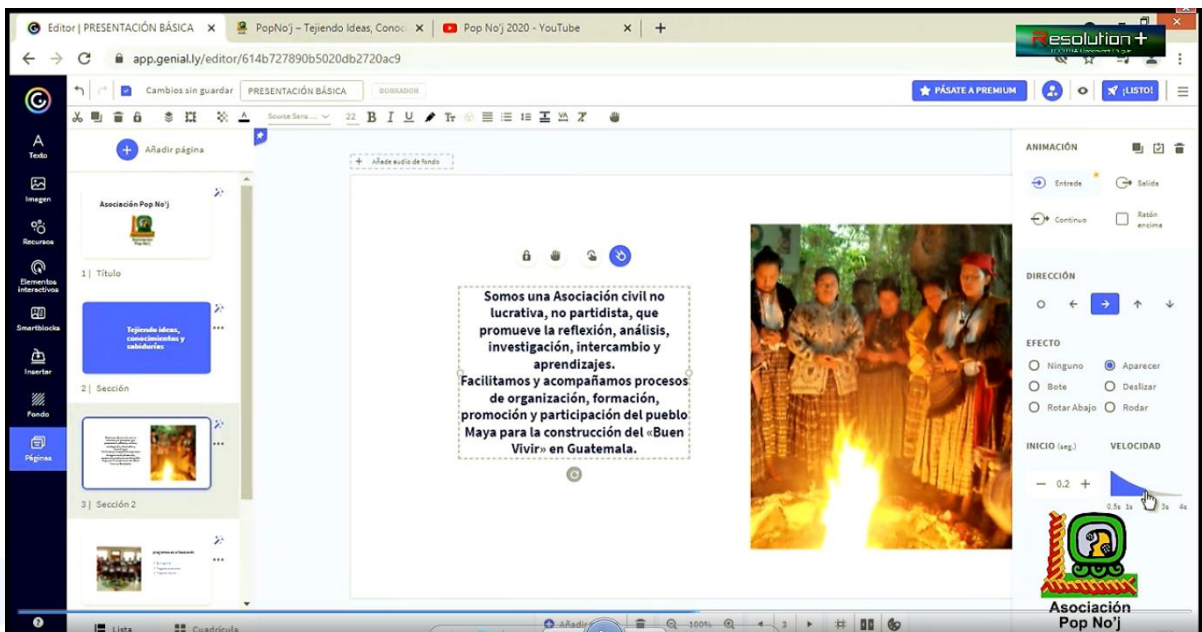 Editor | PRESENTACIÓN BÁSICA
PopNo'j – Tejiendo Ideas, Conoc
Pop No'j 2020 - YouTube
Resolution+
app.genial.ly/editor/614b727890b5020db2720ac9
Cambios sin guardar
PRESENTACIÓN BÁSICA
BORRADOR
PÁSATE A PREMIUM
¡LISTO!
Source Sans...
22
B I U
Texto
Imagen
Recursos
Elementos
interactivos
Smartblocks
Insertar
Fondo
Páginas
Añadir página
Asociación Pop No'j
1| Título
Tejiendo ideas,
conocimientos y
sabidurías
2| Sección
3| Sección 2
Lista
Cuadrícula
+ Añade audio de fondo
Somos una Asociación civil no
lucrativa, no partidista, que
promueve la reflexión, análisis,
investigación, intercambio y
aprendizajes.
Facilitamos y acompañamos procesos
de organización, formación,
promoción y participación del pueblo
Maya para la construcción del «Buen
Vivir» en Guatemala.
Añadir
100%
3
ANIMACIÓN
Entrada
Salida
Continuo
Ratón
encima
DIRECCIÓN
EFECTO
Ninguno
Aparecer
Bote
Deslizar
Rotar Abajo
Rodar
INICIO (seg.)
VELOCIDAD
0.2
0.5s 1s 3s 4s
Asociación
Pop No'j